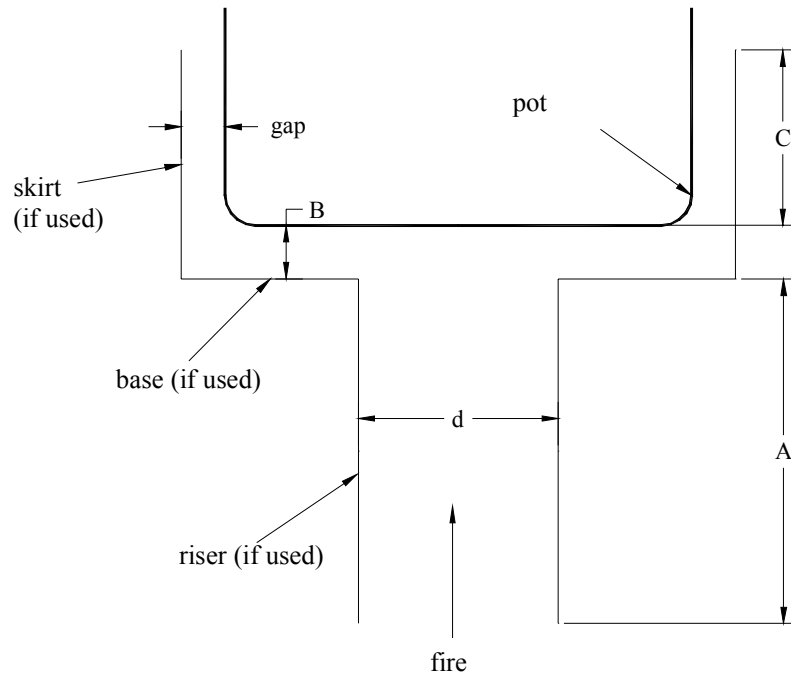 pot
gap
C
skirt
(if used)
B
base (if used)
d
A
riser (if used)
fire